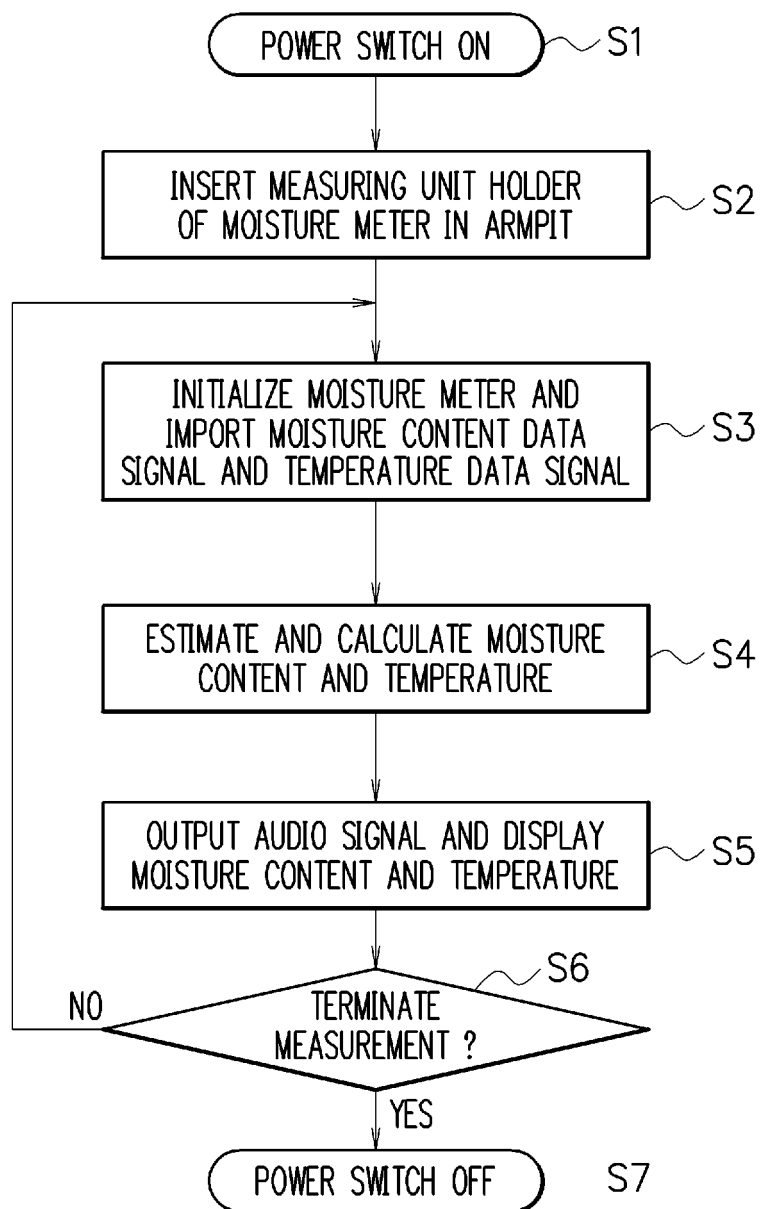 POWER SWITCH ON
S1
INSERT MEASURING UNIT HOLDER
OF MOISTURE METER IN ARMPIT
S2
INITIALIZE MOISTURE METER AND
IMPORT MOISTURE CONTENT DATA
SIGNAL AND TEMPERATURE DATA SIGNAL
S3
ESTIMATE AND CALCULATE MOISTURE
CONTENT AND TEMPERATURE
S4
OUTPUT AUDIO SIGNAL AND DISPLAY
MOISTURE CONTENT AND TEMPERATURE
S5
S6
NO
TERMINATE
MEASUREMENT ?
YES
POWER SWITCH OFF
S7